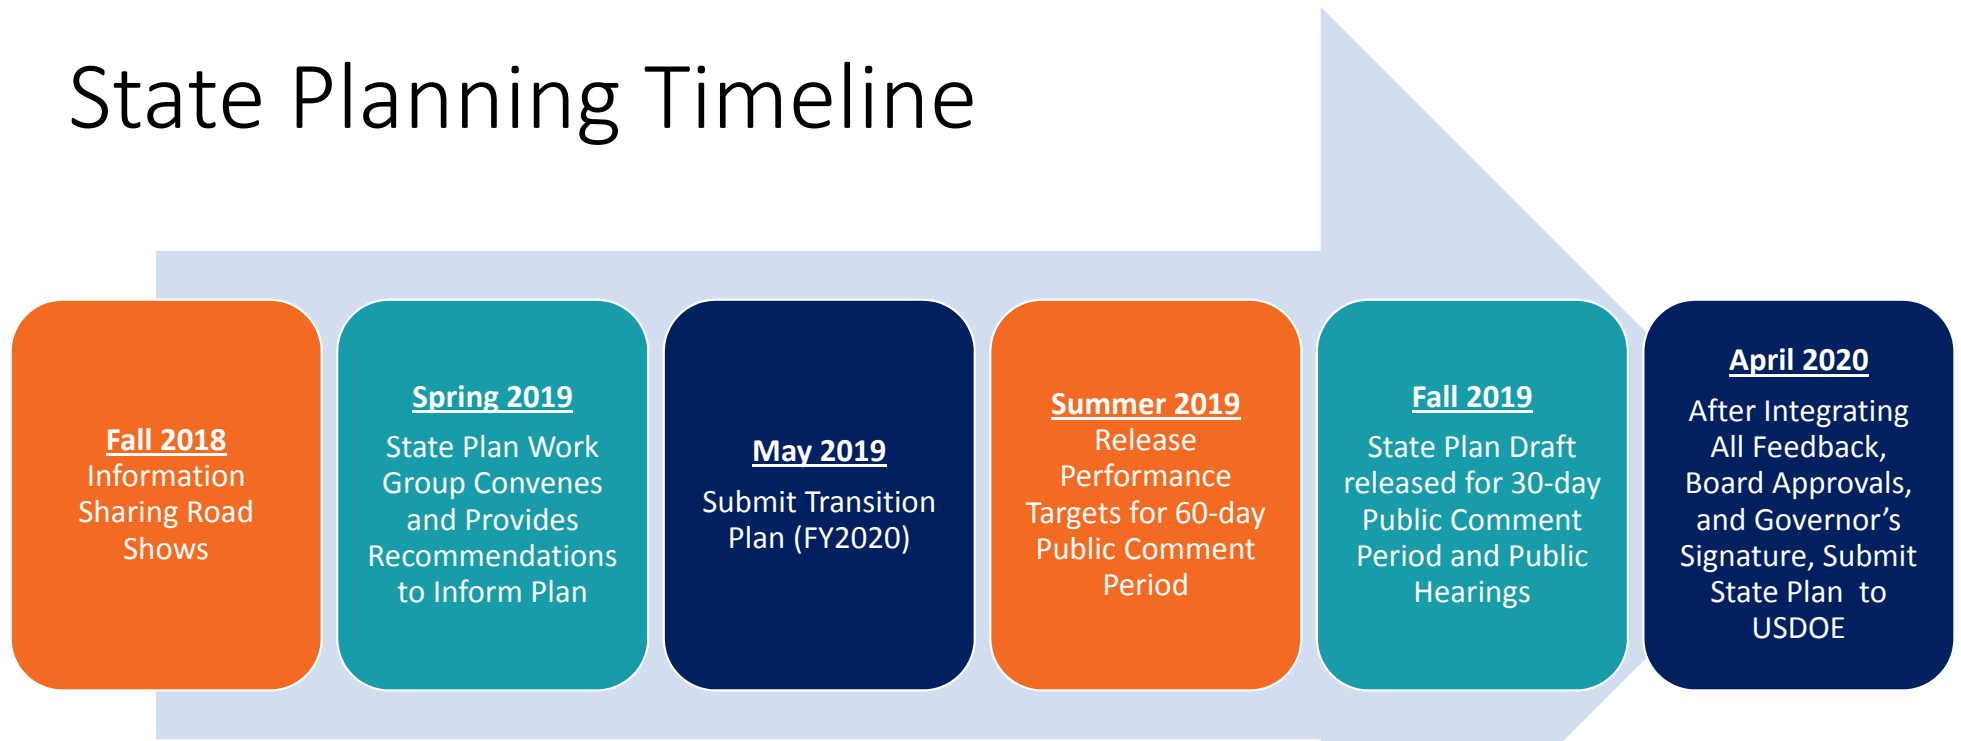 State Planning Timeline
Fall 2018
Information
Sharing Road
Shows
Spring 2019
State Plan Work
Group Convenes
and Provides
Recommendations
to Inform Plan
May 2019
Submit Transition
Plan (FY2020)
Summer 2019
Release
Performance
Targets for 60-day
Public Comment
Period
Fall 2019
State Plan Draft
released for 30-day
Public Comment
Period and Public
Hearings
April 2020
After Integrating
All Feedback,
Board Approvals,
and Governor’s
Signature, Submit
State Plan  to
USDOE